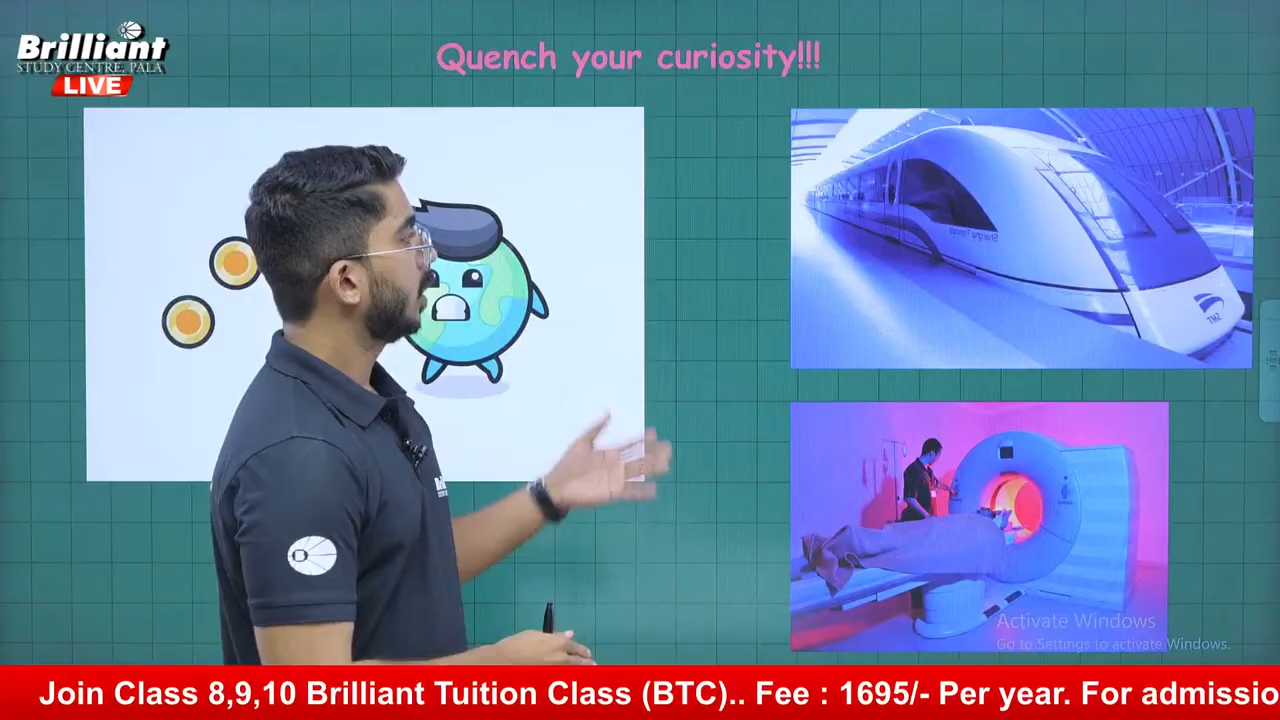 Brilliant
STUDY CENTRE, PALA
LIVE
Quench your curiosity!!!
SMT
Activate Windows
Go to Settings to activate Windows.
Join Class 8,9,10 Brilliant Tuition Class (BTC).. Fee : 1695/- Per year. For admissio